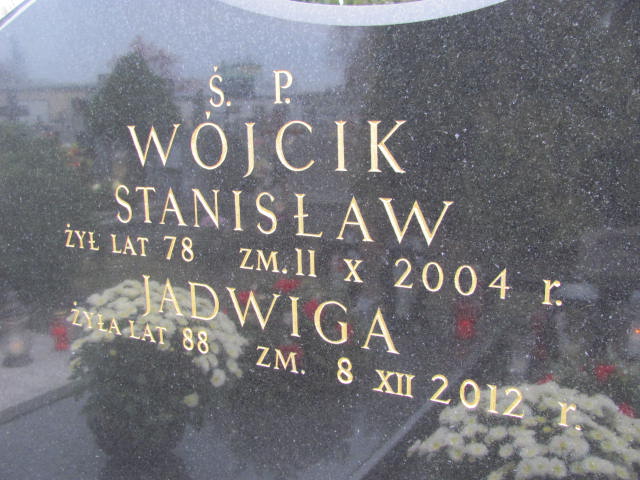 Ś. P.
WÓJCIK
STANISŁAW
ŻYŁ LAT 78 ZM. 11 X 2004 r.
JADWIGA
ŻYŁA LAT 88 ZM. 8 XII 2012 r.